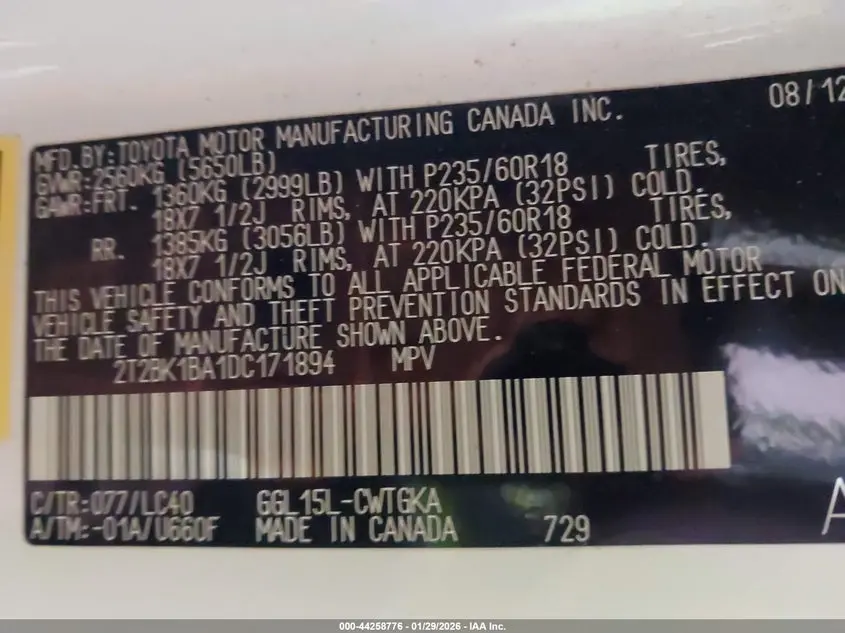 MFD.BY:TOYOTA MOTOR MANUFACTURING CANADA INC. 08/12
GVWR:2560KG (5650LB)
GAWR:FRT. 1360KG (2999LB) WITH P235/60R18 TIRES,
18X7 1/2J RIMS, AT 220KPA (32PSI) COLD.
RR. 1385KG (3056LB) WITH P235/60R18 TIRES,
18X7 1/2J RIMS, AT 220KPA (32PSI) COLD.
THIS VEHICLE CONFORMS TO ALL APPLICABLE FEDERAL MOTOR
VEHICLE SAFETY AND THEFT PREVENTION STANDARDS IN EFFECT ON
THE DATE OF MANUFACTURE SHOWN ABOVE.
2T2BK1BA1DC171894 MPV
C/TR:077/LC40 GGL15L-CWTGKA
A/TM:-01A/U660F MADE IN CANADA 729
A
000-44258776 - 01/29/2026 - IAA Inc.